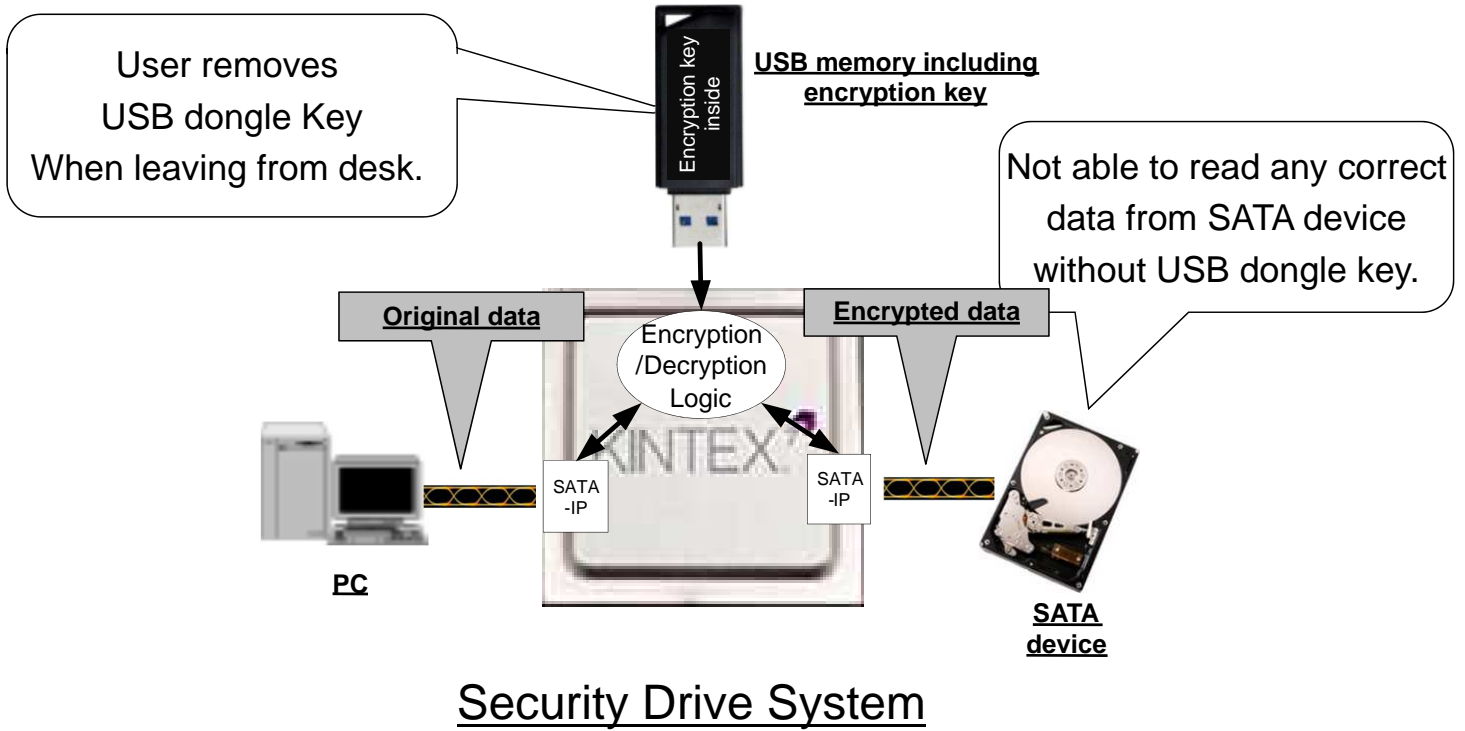 User removes
USB dongle Key
When leaving from desk.
Encryption key
inside
USB memory including
encryption key
Not able to read any correct
data from SATA device
without USB dongle key.
Original data
Encrypted data
Encryption
/Decryption
Logic
KINTEX.7
SATA
-IP
SATA
-IP
PC
SATA
device
Security Drive System